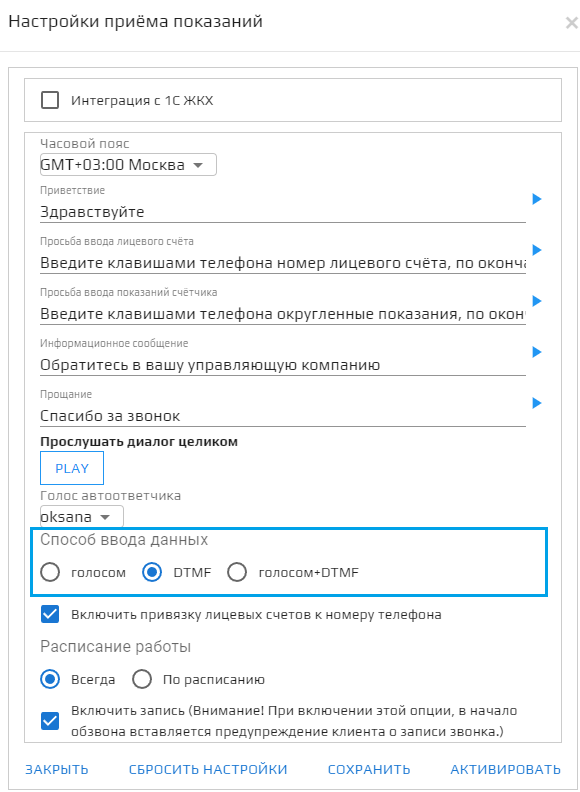 Настройки приёма показаний
Интеграция с 1С ЖКХ
Часовой пояс
GMT+03:00 Москва
Приветствие
Здравствуйте
Просьба ввода лицевого счёта
Введите клавишами телефона номер лицевого счёта, по оконча
Просьба ввода показаний счётчика
Введите клавишами телефона округленные показания, по окон
Информационное сообщение
Обратитесь в вашу управляющую компанию
Прощание
Спасибо за звонок
Прослушать диалог целиком
PLAY
Голос автоответчика
oksana
Способ ввода данных
голосом DTMF голосом+DTMF
Включить привязку лицевых счетов к номеру телефона
Расписание работы
Всегда По расписанию
Включить запись (Внимание! При включении этой опции, в начало
обзвона вставляется предупреждение клиента о записи звонка.)
ЗАКРЫТЬ СБРОСИТЬ НАСТРОЙКИ СОХРАНИТЬ АКТИВИРОВАТЬ